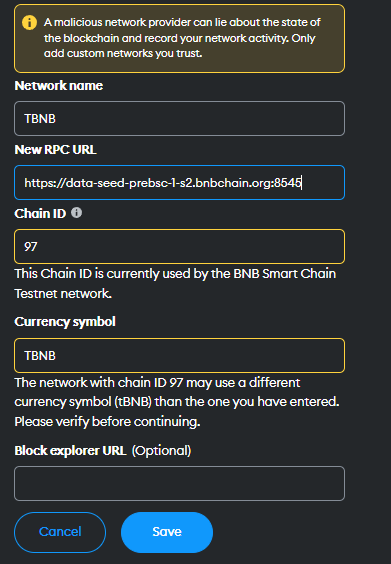 A malicious network provider can lie about the state of
the blockchain and record your network activity. Only
add custom networks you trust.
Network name
TBNB
New RPC URL
https://data-seed-prebsc-1-s2.bnbchain.org:8545
Chain ID
97
This Chain ID is currently used by the BNB Smart Chain
Testnet network.
Currency symbol
TBNB
The network with chain ID 97 may use a different
currency symbol (tBNB) than the one you have entered.
Please verify before continuing.
Block explorer URL (Optional)
Cancel
Save